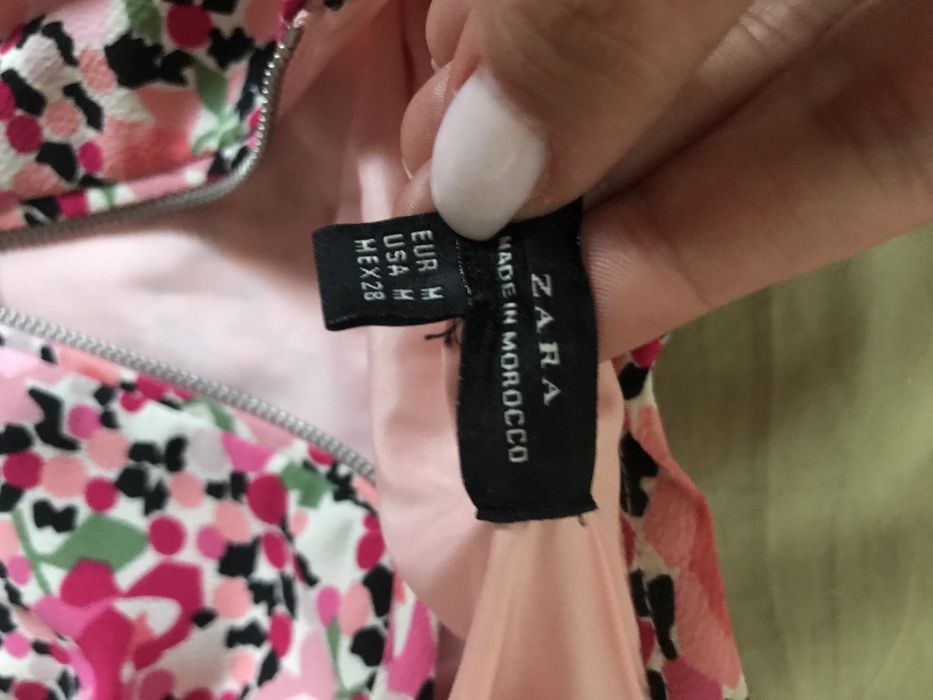 ZARA
MADE IN MOROCCO
EUR M
USA M
MEX 28